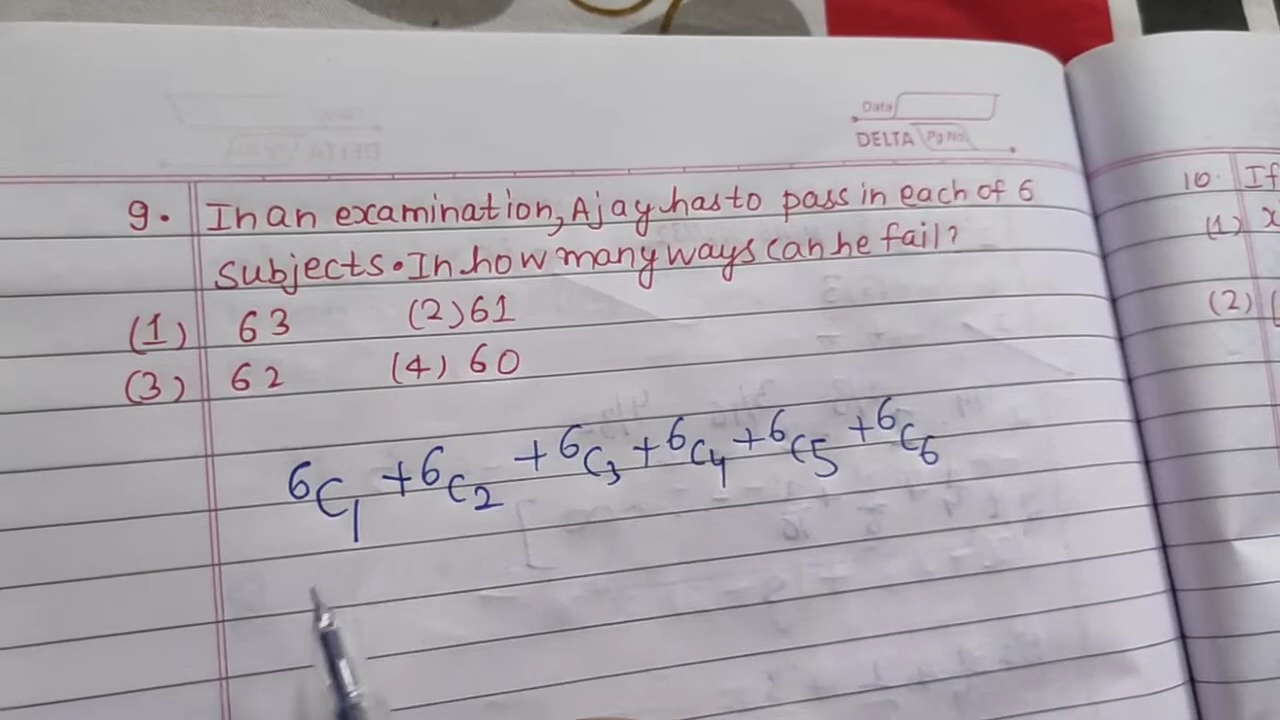 Data
DELTA Pg No
9. In an examination, Ajay has to pass in each of 6
subjects. In how many ways can he fail?
(1) 63 (2) 61
(3) 62 (4) 60
⁶C₁ + ⁶C₂ + ⁶C₃ + ⁶C₄ + ⁶C₅ + ⁶C₆
10. If
(1) x
(2) (